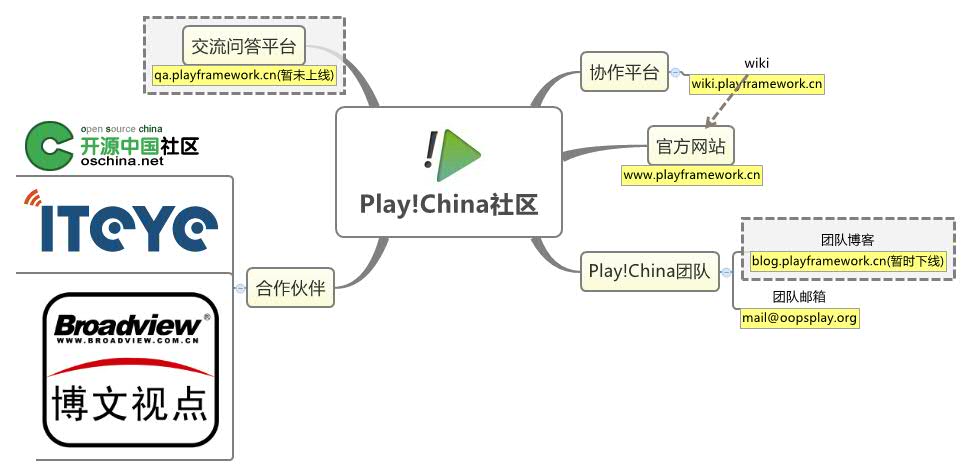 交流问答平台
qa.playframework.cn(暂未上线)
open source china
开源中国社区
oschina.net
ITeYe
合作伙伴
Broadview®
WWW.BROADVIEW.COM.CN
博文视点
!
Play!China社区
协作平台
wiki
wiki.playframework.cn
官方网站
www.playframework.cn
Play!China团队
团队博客
blog.playframework.cn(暂时下线)
团队邮箱
mail@oopsplay.org